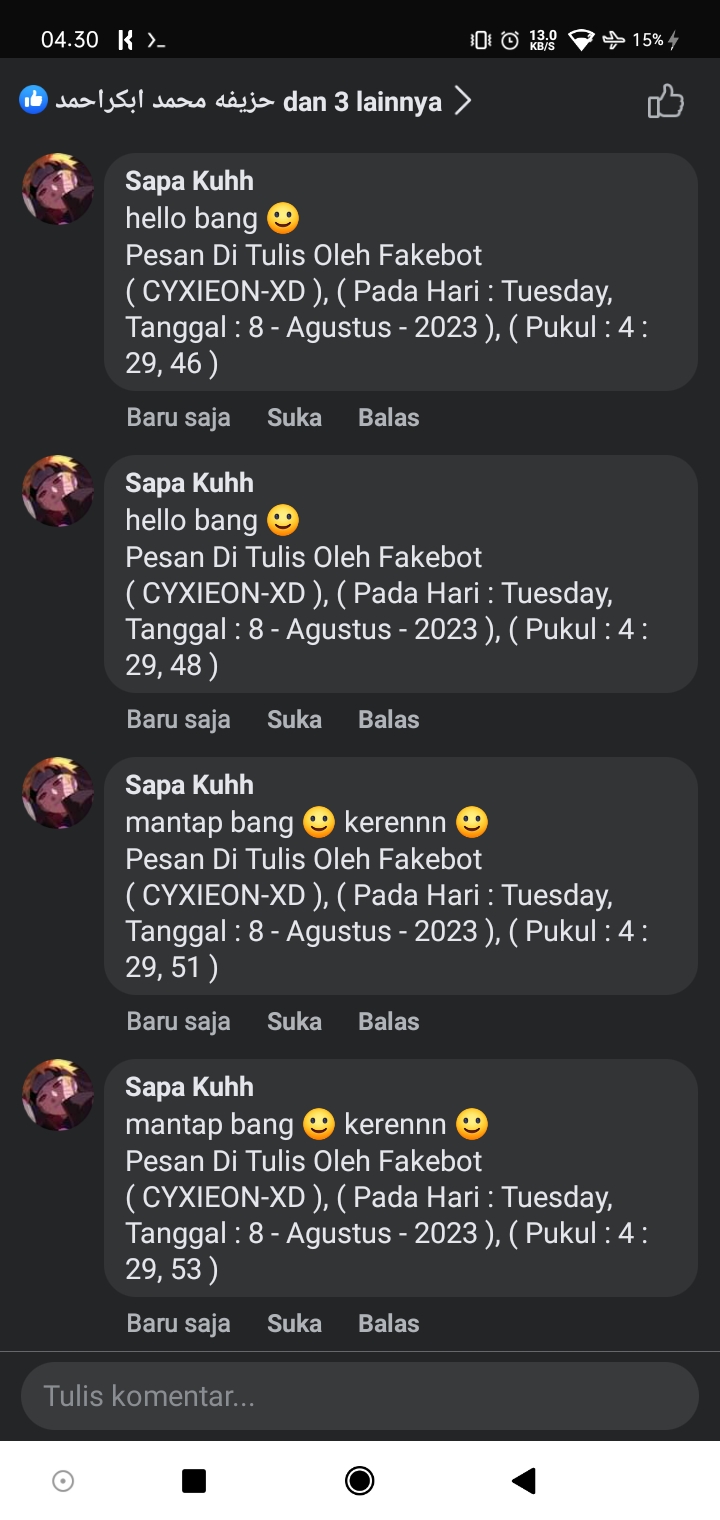 04.30
13.0
KB/S
15%
حزيفه محمد ابكراحمد dan 3 lainnya
Sapa Kuhh
hello bang 🙂
Pesan Di Tulis Oleh Fakebot
( CYXIEON-XD ), ( Pada Hari : Tuesday,
Tanggal : 8 - Agustus - 2023 ), ( Pukul : 4 :
29, 46 )
Baru saja Suka Balas
Sapa Kuhh
hello bang 🙂
Pesan Di Tulis Oleh Fakebot
( CYXIEON-XD ), ( Pada Hari : Tuesday,
Tanggal : 8 - Agustus - 2023 ), ( Pukul : 4 :
29, 48 )
Baru saja Suka Balas
Sapa Kuhh
mantap bang 🙂 kerennn 🙂
Pesan Di Tulis Oleh Fakebot
( CYXIEON-XD ), ( Pada Hari : Tuesday,
Tanggal : 8 - Agustus - 2023 ), ( Pukul : 4 :
29, 51 )
Baru saja Suka Balas
Sapa Kuhh
mantap bang 🙂 kerennn 🙂
Pesan Di Tulis Oleh Fakebot
( CYXIEON-XD ), ( Pada Hari : Tuesday,
Tanggal : 8 - Agustus - 2023 ), ( Pukul : 4 :
29, 53 )
Baru saja Suka Balas
Tulis komentar...